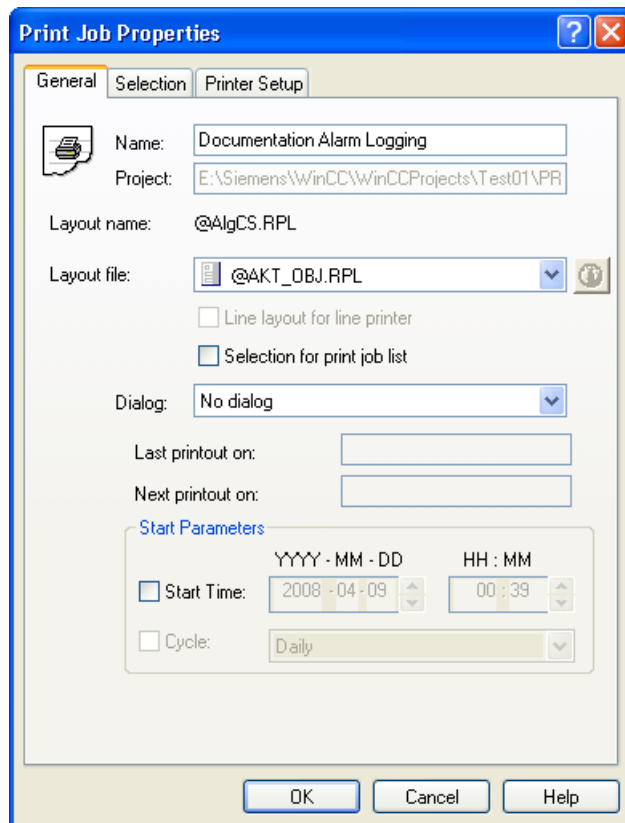 Print Job Properties
General Selection Printer Setup
Name: Documentation Alarm Logging
Project: E:\Siemens\WinCC\WinCCProjects\Test01\PR
Layout name: @AlgCS.RPL
Layout file: @AKT_OBJ.RPL
Line layout for line printer
Selection for print job list
Dialog: No dialog
Last printout on:
Next printout on:
Start Parameters
YYYY - MM - DD HH : MM
Start Time: 2008 - 04 - 09 00 : 39
Cycle: Daily
OK Cancel Help